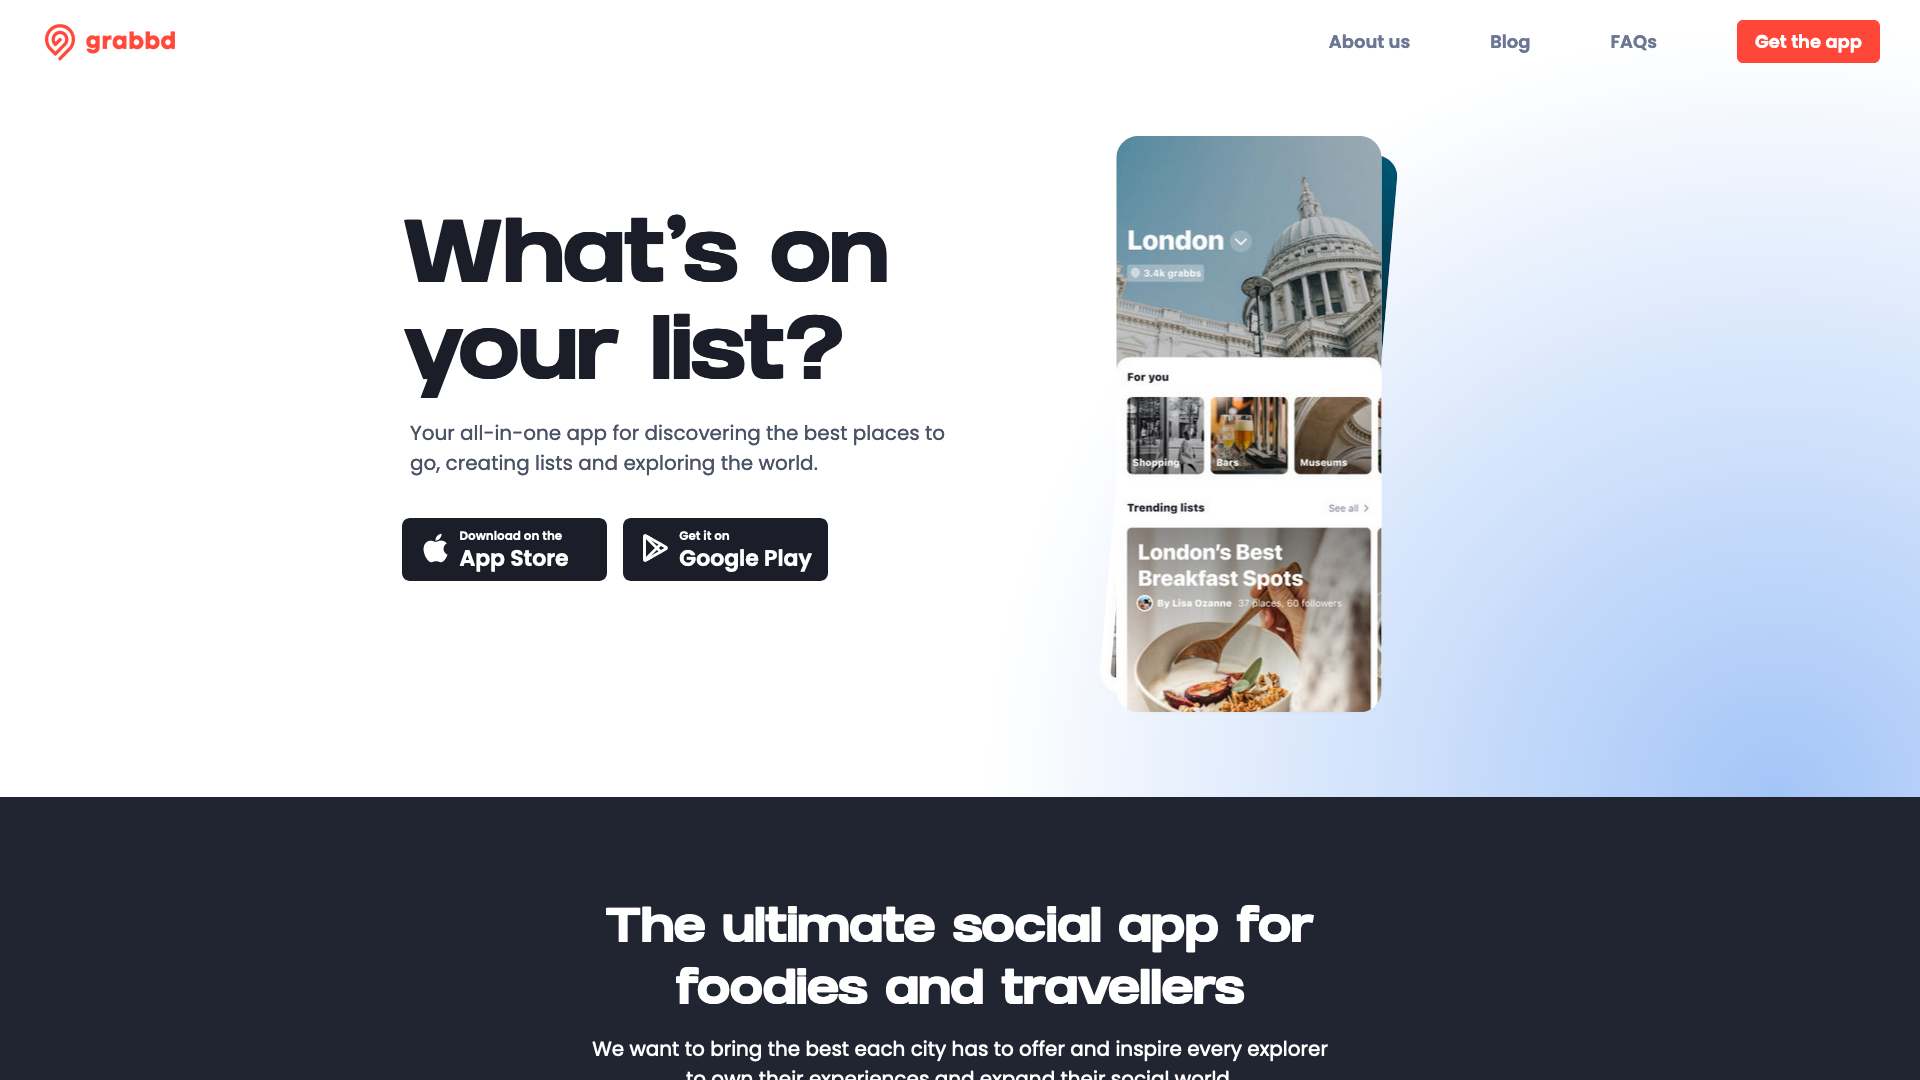 grabbd
About us
Blog
FAQs
Get the app
What's on
your list?
Your all-in-one app for discovering the best places to
go, creating lists and exploring the world.
Download on the
App Store
Get it on
Google Play
London
3.4k grabbs
For you
Shopping
Bars
Museums
Trending lists
See all
London's Best
Breakfast Spots
By Lisa Ozanne 37 places, 60 followers
The ultimate social app for
foodies and travellers
We want to bring the best each city has to offer and inspire every explorer
to own their experiences and expand their social world.